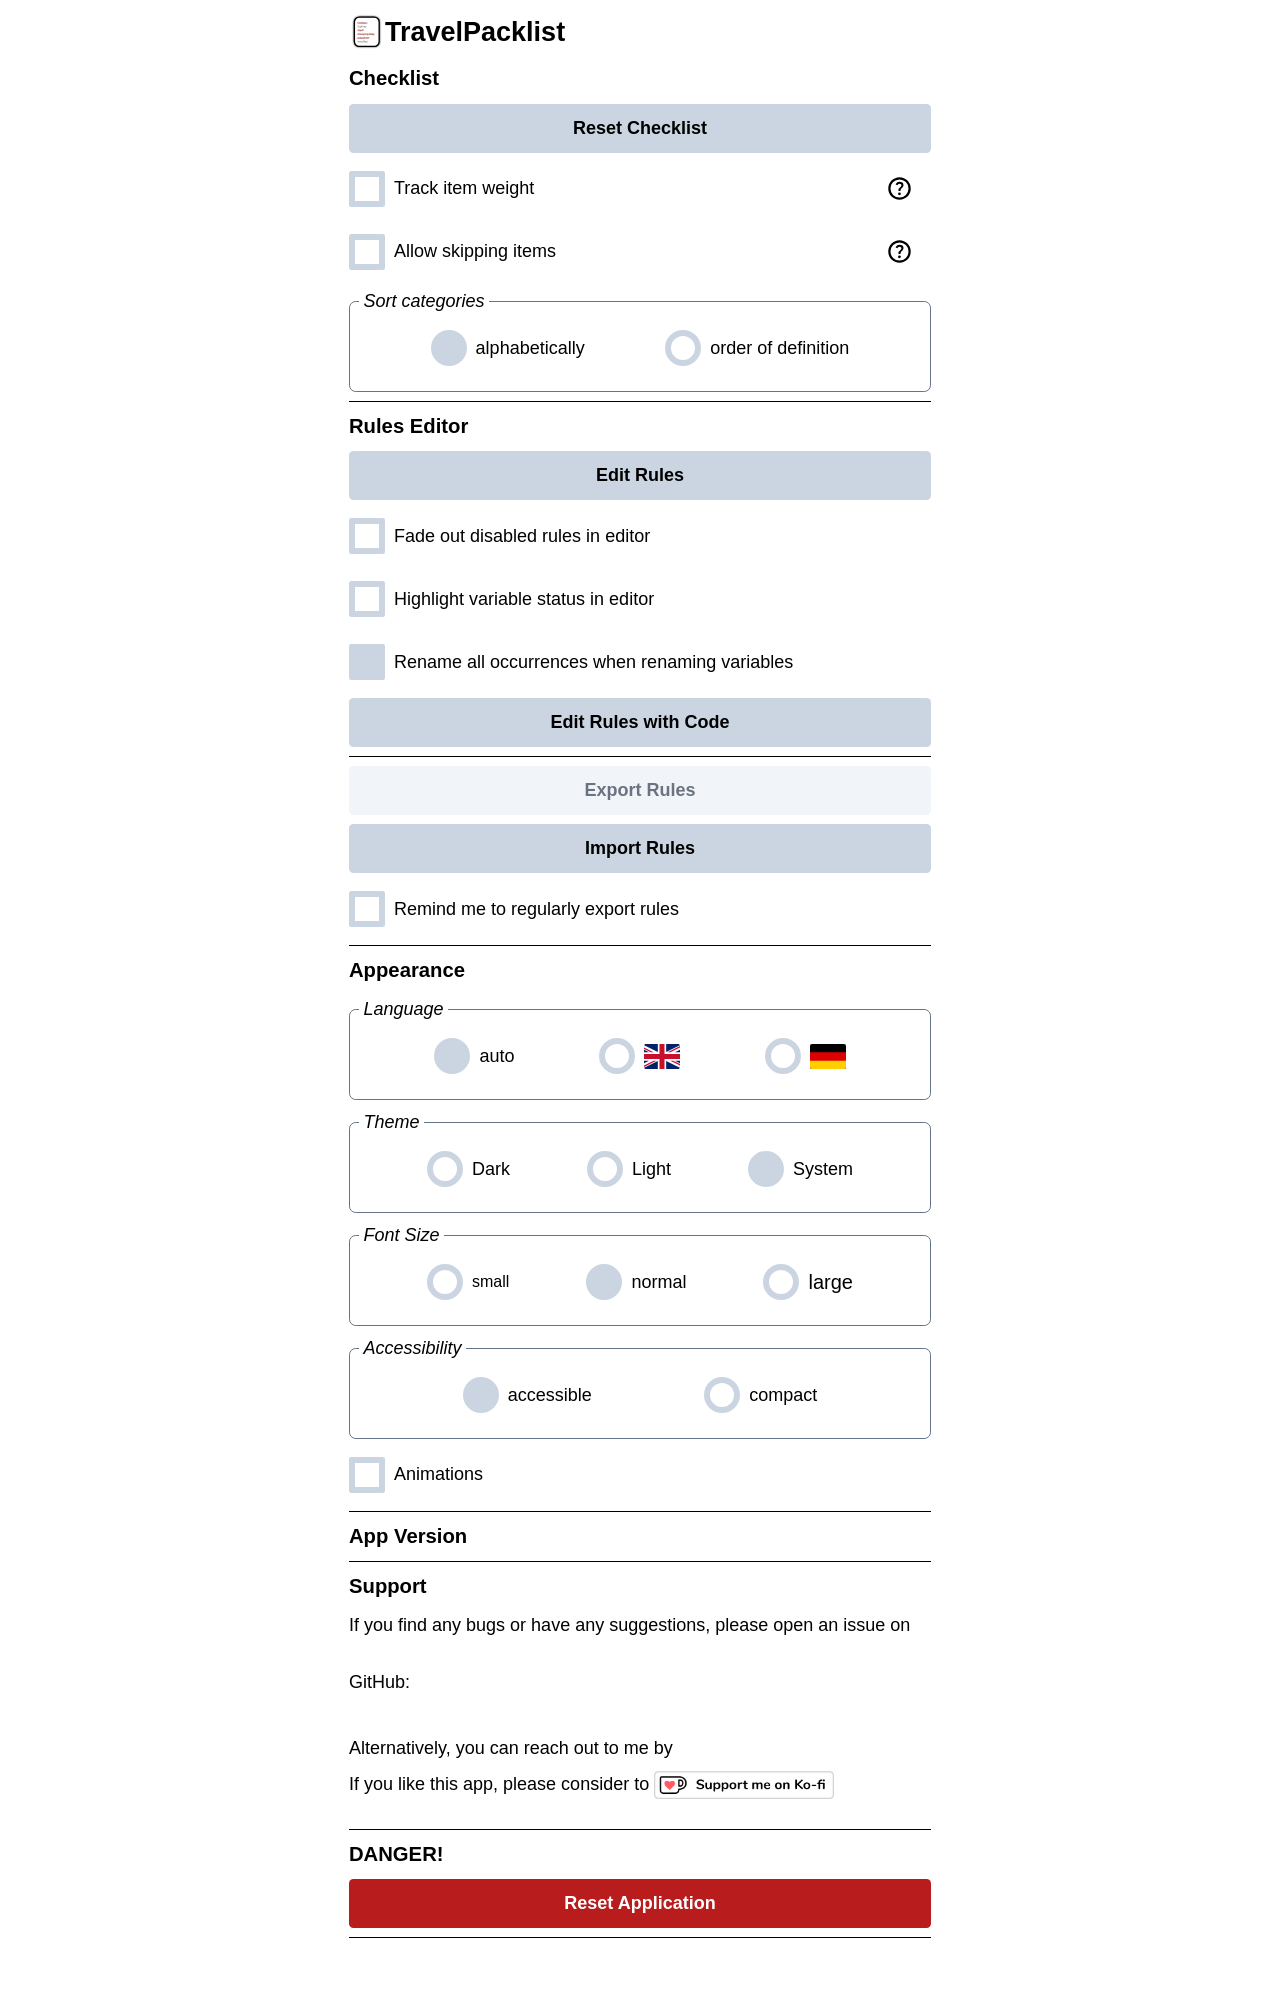 TravelPacklist
Checklist
Reset Checklist
Track item weight
Allow skipping items
Sort categories
alphabetically order of definition
Rules Editor
Edit Rules
Fade out disabled rules in editor
Highlight variable status in editor
Rename all occurrences when renaming variables
Edit Rules with Code
Export Rules
Import Rules
Remind me to regularly export rules
Appearance
Language
auto
Theme
Dark Light System
Font Size
small normal large
Accessibility
accessible compact
Animations
App Version
Support
If you find any bugs or have any suggestions, please open an issue on
GitHub:
Alternatively, you can reach out to me by
If you like this app, please consider to Support me on Ko-fi
DANGER!
Reset Application